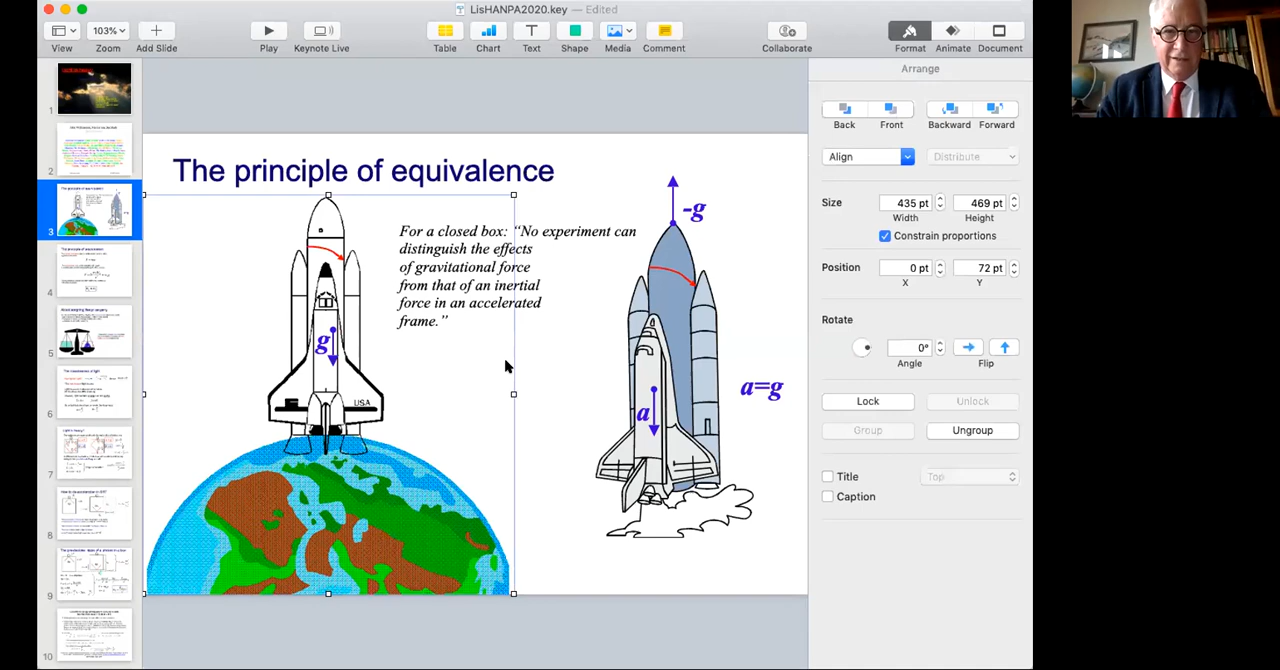 LisHANPA2020.key — Edited
103%
View
Zoom
Add Slide
Play
Keynote Live
Table
Chart
Text
Shape
Media
Comment
Collaborate
Format
Animate
Document
Arrange
Back
Front
Backward
Forward
Align
Distribute
Size
435 pt
469 pt
Width
Height
Constrain proportions
Position
0 pt
72 pt
X
Y
Rotate
0°
Angle
Flip
Lock
Unlock
Group
Ungroup
Title
Top
Caption
1
2
3
4
5
6
7
8
9
10
The principle of equivalence
For a closed box: “No experiment can
distinguish the effects
of gravitational force
from that of an inertial
force in an accelerated
frame.”
-g
g
a
a=g
USA